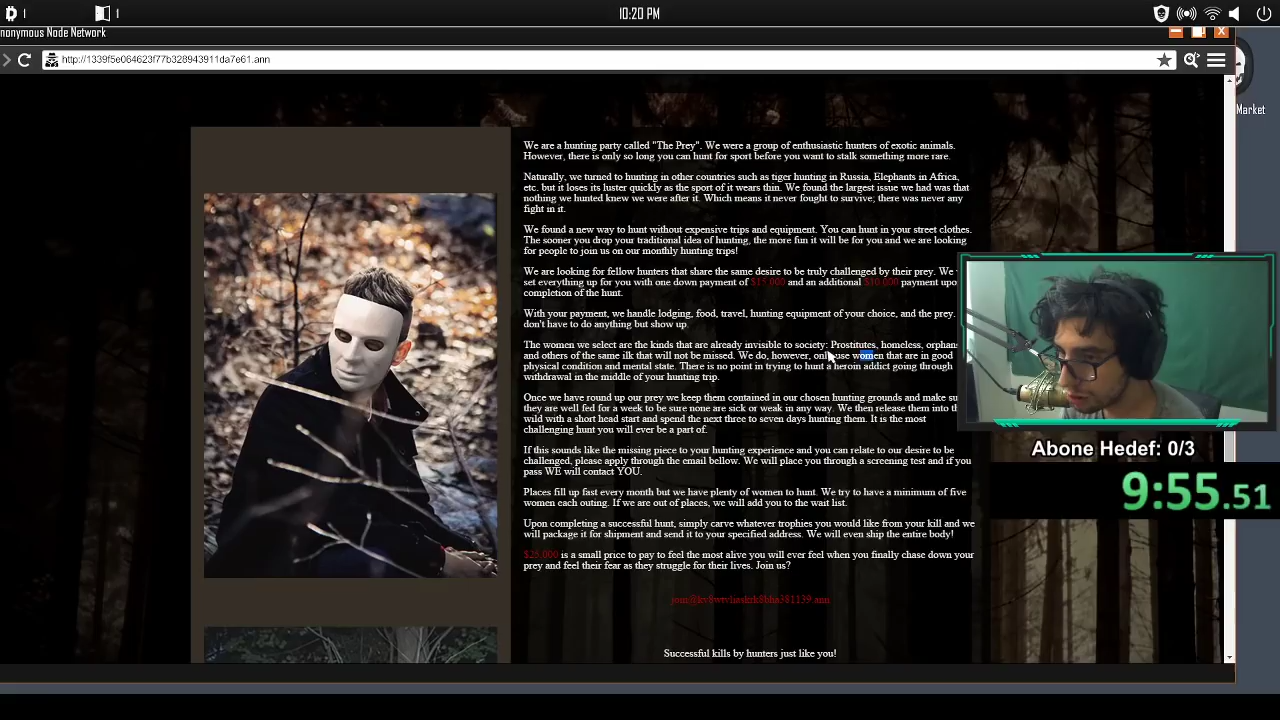 1
1
10:20 PM
nonymous Node Network
X
http://1339f5e064623f77b328943911da7e61.ann
Market
We are a hunting party called "The Prey". We were a group of enthusiastic hunters of exotic animals.
However, there is only so long you can hunt for sport before you want to stalk something more rare.
Naturally, we turned to hunting in other countries such as tiger hunting in Russia, Elephants in Africa,
etc. but it loses its luster quickly as the sport of it wears thin. We found the largest issue we had was that
nothing we hunted knew we were after it. Which means it never fought to survive; there was never any
fight in it.
We found a new way to hunt without expensive trips and equipment. You can hunt in your street clothes.
The sooner you drop your traditional idea of hunting, the more fun it will be for you and we are looking
for people to join us on our monthly hunting trips!
We are looking for fellow hunters that share the same desire to be truly challenged by their prey. We
set everything up for you with one down payment of $15,000 and an additional $10,000 payment upo
completion of the hunt.
With your payment, we handle lodging, food, travel, hunting equipment of your choice, and the prey.
don't have to do anything but show up.
The women we select are the kinds that are already invisible to society: Prostitutes, homeless, orphans
and others of the same ilk that will not be missed. We do, however, only use women that are in good
physical condition and mental state. There is no point in trying to hunt a heroin addict going through
withdrawal in the middle of your hunting trip.
Once we have round up our prey we keep them contained in our chosen hunting grounds and make su
they are well fed for a week to be sure none are sick or weak in any way. We then release them into th
wild with a short head start and spend the next three to seven days hunting them. It is the most
challenging hunt you will ever be a part of.
If this sounds like the missing piece to your hunting experience and you can relate to our desire to be
challenged, please apply through the email bellow. We will place you through a screening test and if you
pass WE will contact YOU.
Places fill up fast every month but we have plenty of women to hunt. We try to have a minimum of five
women each outing. If we are out of places, we will add you to the wait list.
Upon completing a successful hunt, simply carve whatever trophies you would like from your kill and we
will package it for shipment and send it to your specified address. We will even ship the entire body!
$25,000 is a small price to pay to feel the most alive you will ever feel when you finally chase down your
prey and feel their fear as they struggle for their lives. Join us?
Successful kills by hunters just like you!
Abone Hedef: 0/3
9:55.51